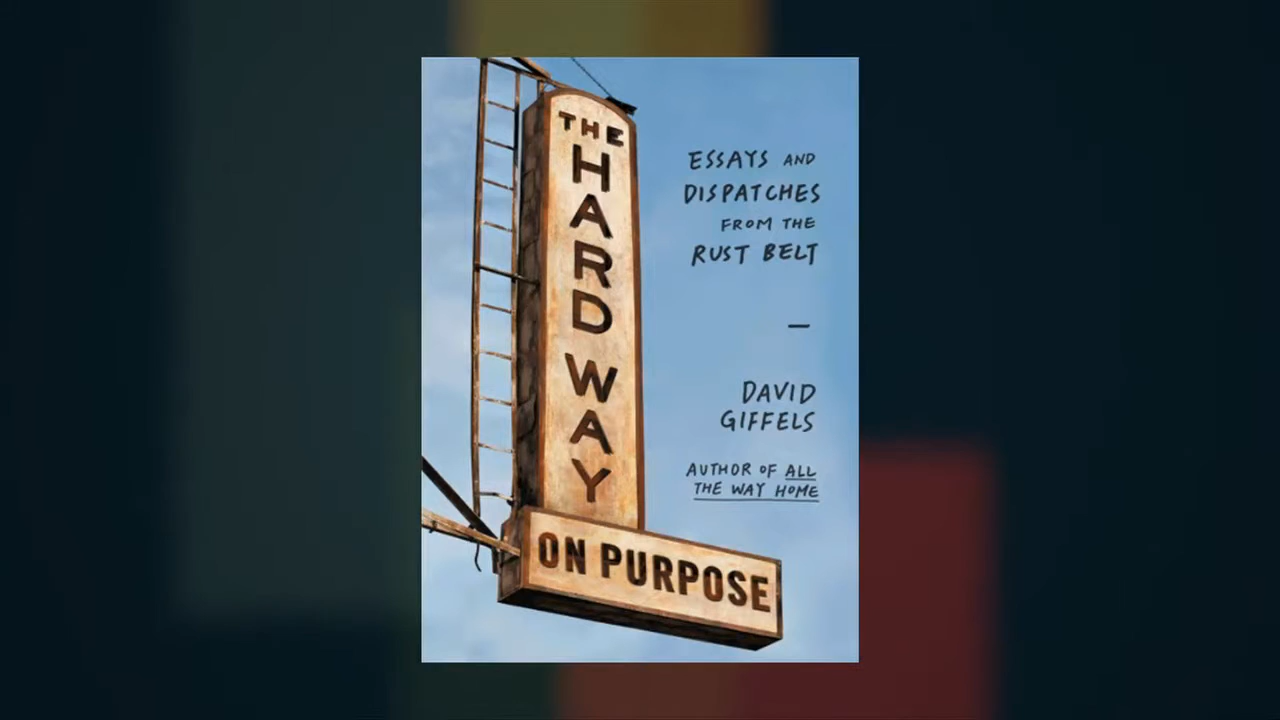 THE
HARD
WAY
ON PURPOSE
ESSAYS AND
DISPATCHES
FROM THE
RUST BELT
—
DAVID
GIFFELS
AUTHOR OF ALL
THE WAY HOME